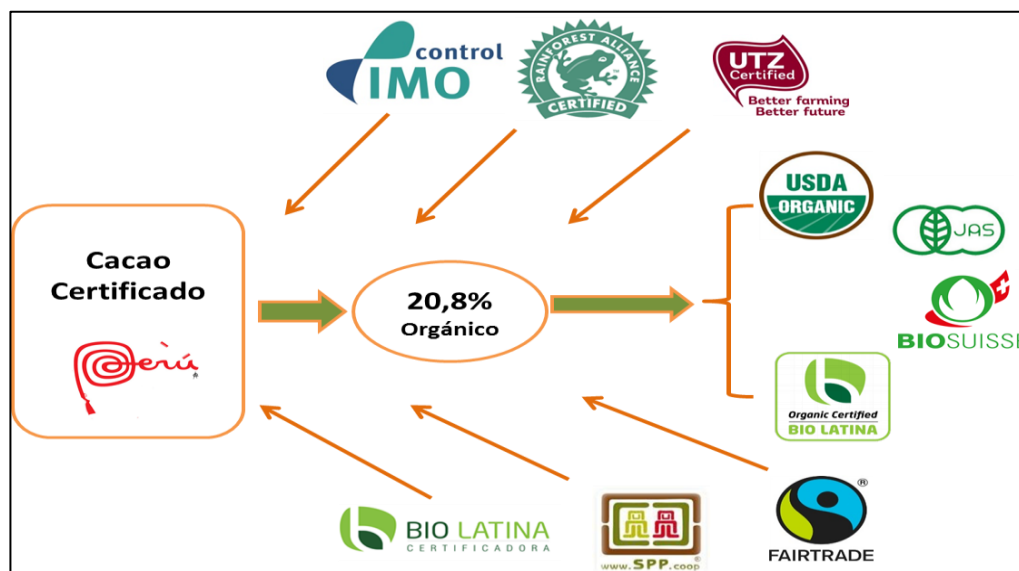 control
IMO
RAINFOREST ALLIANCE
CERTIFIED
UTZ
Certified
Better farming
Better future
USDA
ORGANIC
JAS
BIOSUISSE
Cacao
Certificado
Perú
20,8%
Orgánico
Organic Certified
BIO LATINA
BIO LATINA
CERTIFICADORA
www.SPP.coop
FAIRTRADE